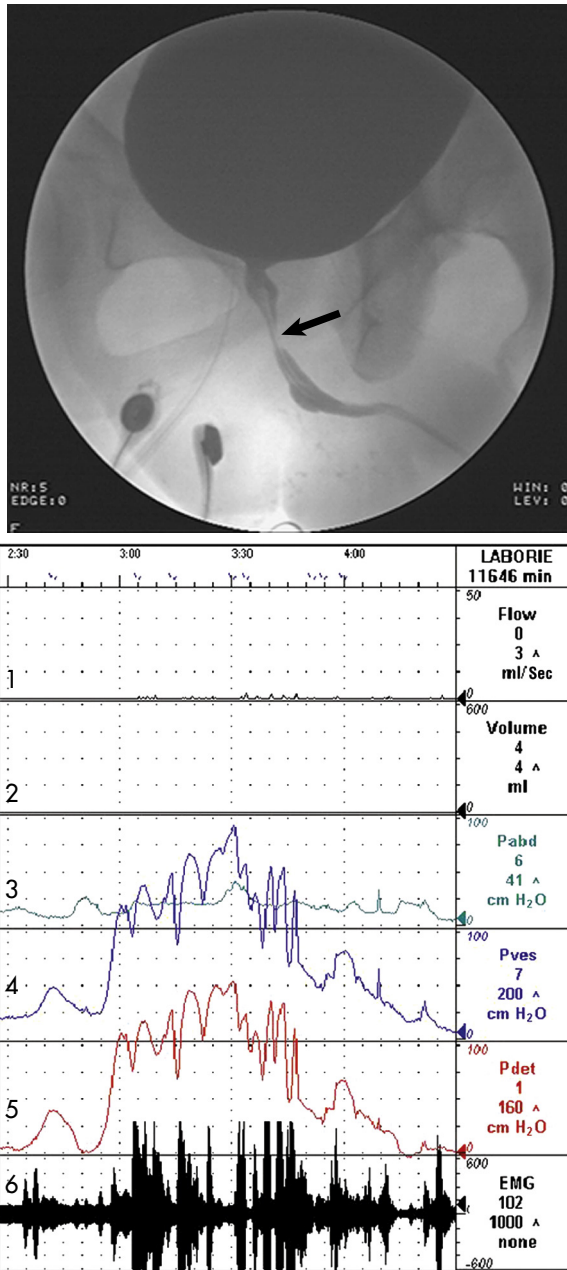 NR:5
EDGE:0
F
WIN: 0
LEV: 0
2:30 3:00 3:30 4:00
LABORIE
11646 min
1
50
0
Flow
0
3 ^
ml/Sec
2
600
0
Volume
4
4 ^
ml
3
100
0
Pabd
6
41 ^
cm H₂O
4
100
0
Pves
7
200 ^
cm H₂O
5
100
0
Pdet
1
160 ^
cm H₂O
6
600
-600
EMG
102
1000 ^
none